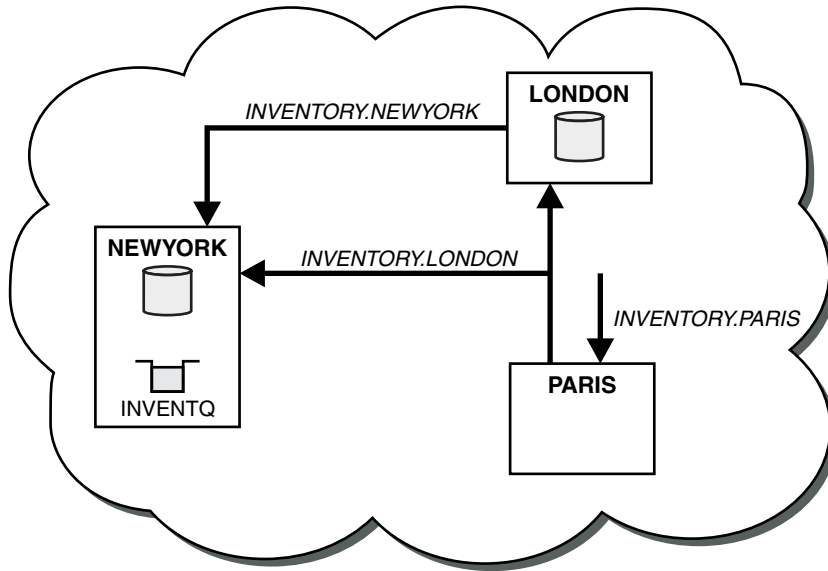 LONDON
INVENTORY.NEWYORK
NEWYORK
INVENTORY.LONDON
INVENTORY.PARIS
PARIS
INVENTQ